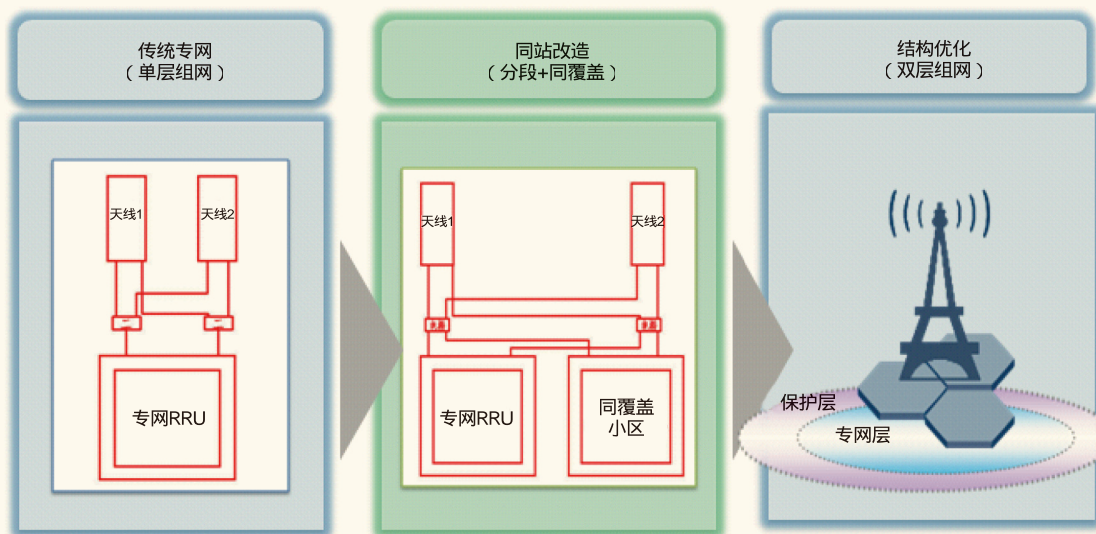 传统专网
（单层组网）
同站改造
（分段+同覆盖）
结构优化
（双层组网）
天线1
天线2
专网RRU
天线1
天线2
专网RRU
同覆盖
小区
保护层
专网层